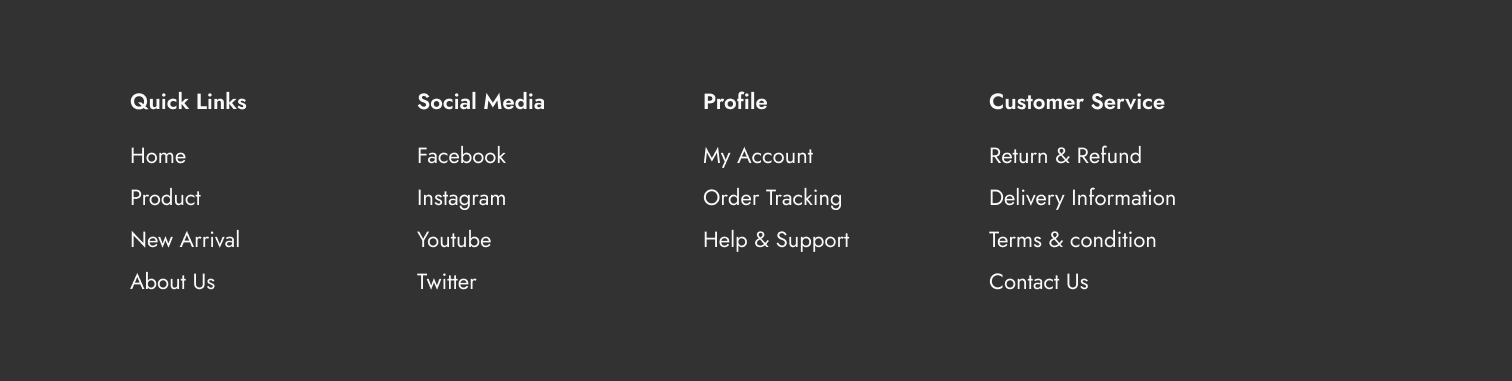 Quick Links
Home
Product
New Arrival
About Us
Social Media
Facebook
Instagram
Youtube
Twitter
Profile
My Account
Order Tracking
Help & Support
Customer Service
Return & Refund
Delivery Information
Terms & condition
Contact Us